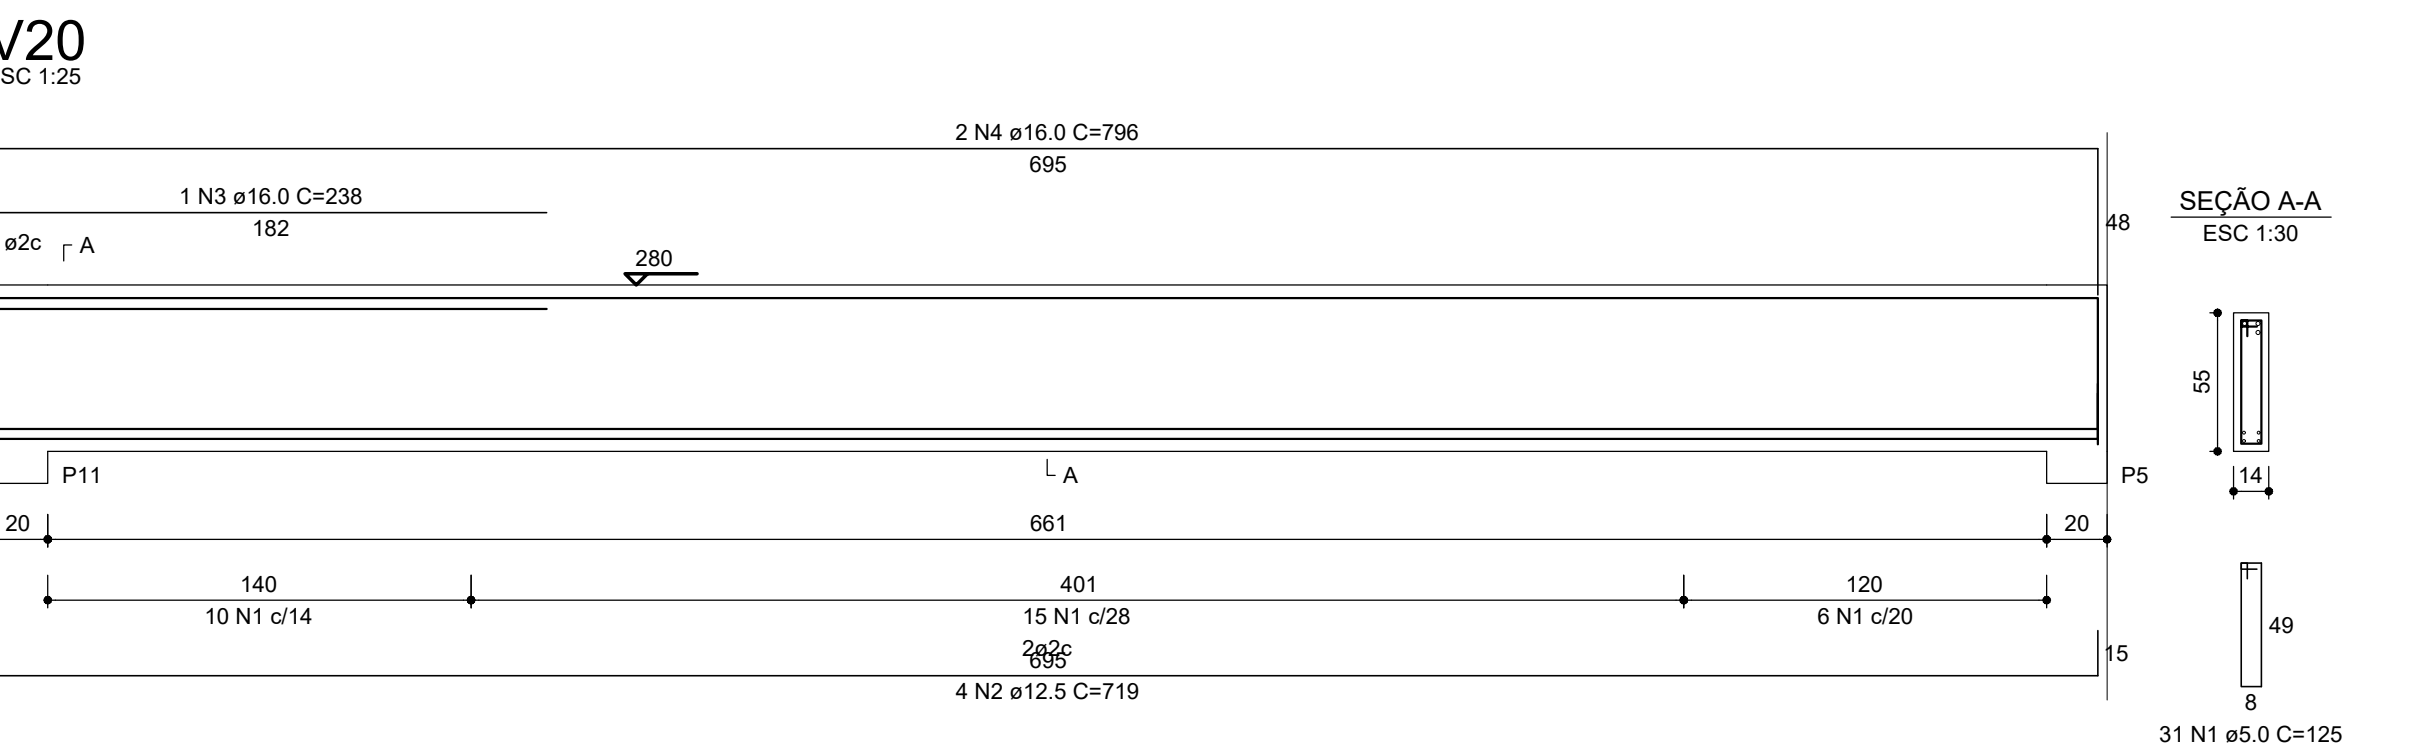 V20
SC 1:25
2 N4 ø16.0 C=796
695
1 N3 ø16.0 C=238
182
48
SEÇÃO A-A
ESC 1:30
ø2c
A
280
55
14
P11
A
P5
20
661
20
140
401
120
10 N1 c/14
15 N1 c/28
6 N1 c/20
2ø2c
695
15
4 N2 ø12.5 C=719
49
8
31 N1 ø5.0 C=125